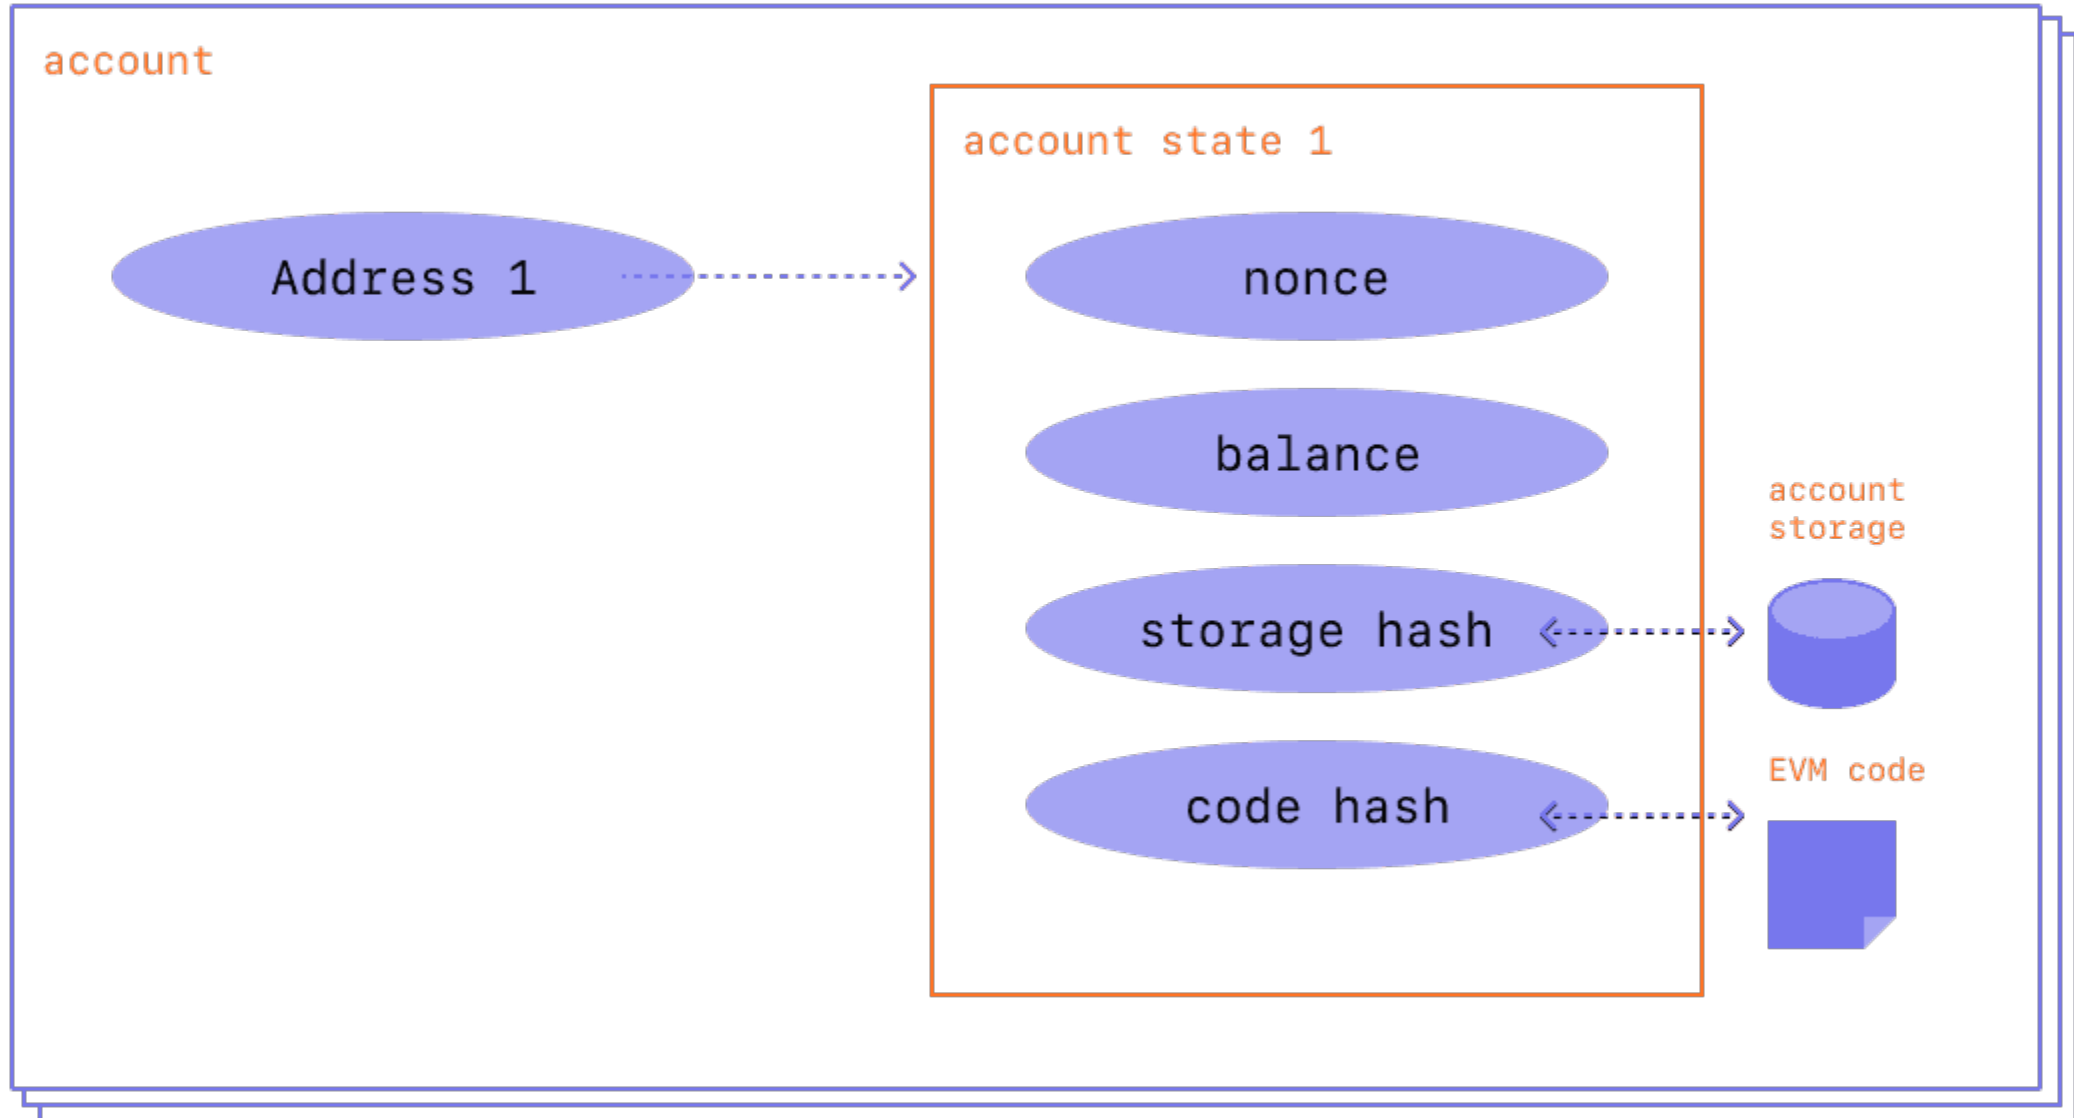 account
account state 1
Address 1
nonce
balance
account
storage
storage hash
EVM code
code hash